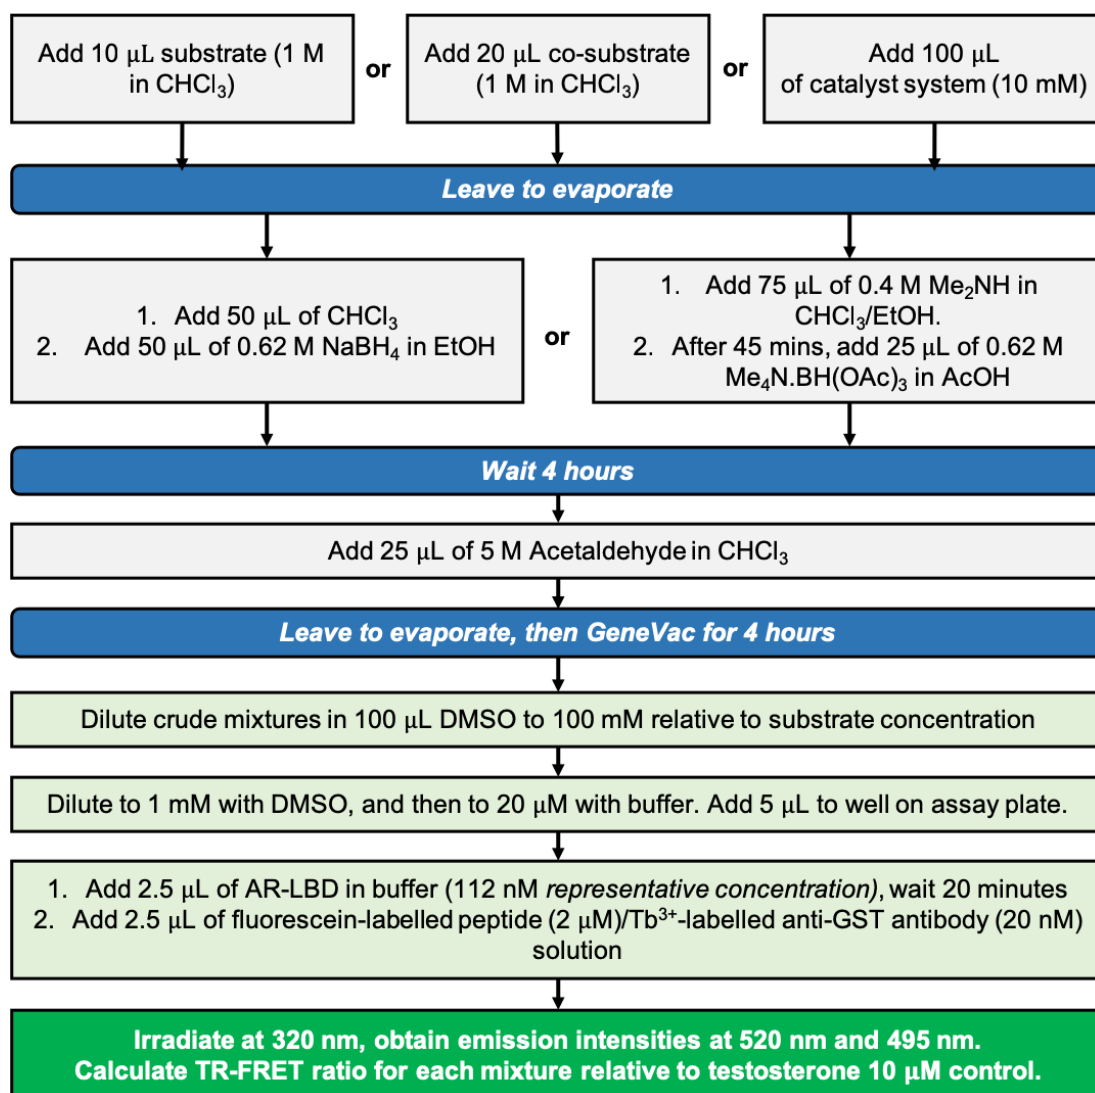 Add 10 μL substrate (1 M
in CHCl₃)
or
Add 20 μL co-substrate
(1 M in CHCl₃)
or
Add 100 μL
of catalyst system (10 mM)
Leave to evaporate
1. Add 50 μL of CHCl₃
2. Add 50 μL of 0.62 M NaBH₄ in EtOH
or
1. Add 75 μL of 0.4 M Me₂NH in
CHCl₃/EtOH.
2. After 45 mins, add 25 μL of 0.62 M
Me₄N.BH(OAc)₃ in AcOH
Wait 4 hours
Add 25 μL of 5 M Acetaldehyde in CHCl₃
Leave to evaporate, then GeneVac for 4 hours
Dilute crude mixtures in 100 μL DMSO to 100 mM relative to substrate concentration
Dilute to 1 mM with DMSO, and then to 20 μM with buffer. Add 5 μL to well on assay plate.
1. Add 2.5 μL of AR-LBD in buffer (112 nM representative concentration), wait 20 minutes
2. Add 2.5 μL of fluorescein-labelled peptide (2 μM)/Tb³⁺-labelled anti-GST antibody (20 nM)
solution
Irradiate at 320 nm, obtain emission intensities at 520 nm and 495 nm.
Calculate TR-FRET ratio for each mixture relative to testosterone 10 μM control.